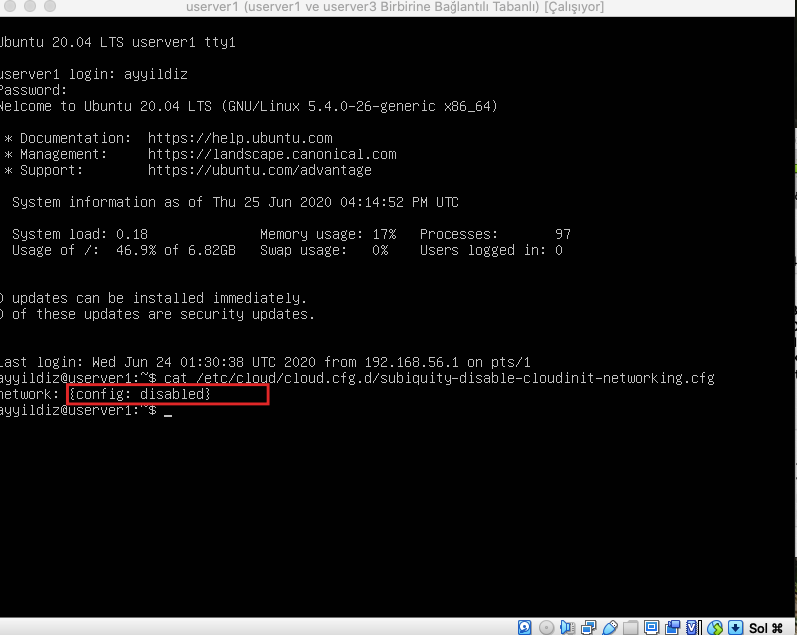 userver1 (userver1 ve userver3 Birbirine Bağlantılı Tabanlı) [Çalışıyor]
Ubuntu 20.04 LTS userver1 tty1
userver1 login: ayyildiz
Password:
Welcome to Ubuntu 20.04 LTS (GNU/Linux 5.4.0-26-generic x86_64)
* Documentation: https://help.ubuntu.com
* Management: https://landscape.canonical.com
* Support: https://ubuntu.com/advantage
System information as of Thu 25 Jun 2020 04:14:52 PM UTC
System load: 0.18 Memory usage: 17% Processes: 97
Usage of /: 46.9% of 6.82GB Swap usage: 0% Users logged in: 0
0 updates can be installed immediately.
0 of these updates are security updates.
Last login: Wed Jun 24 01:30:38 UTC 2020 from 192.168.56.1 on pts/1
ayyildiz@userver1:~$ cat /etc/cloud/cloud.cfg.d/subiquity-disable-cloudinit-networking.cfg
network: {config: disabled}
ayyildiz@userver1:~$ _
Sol ⌘